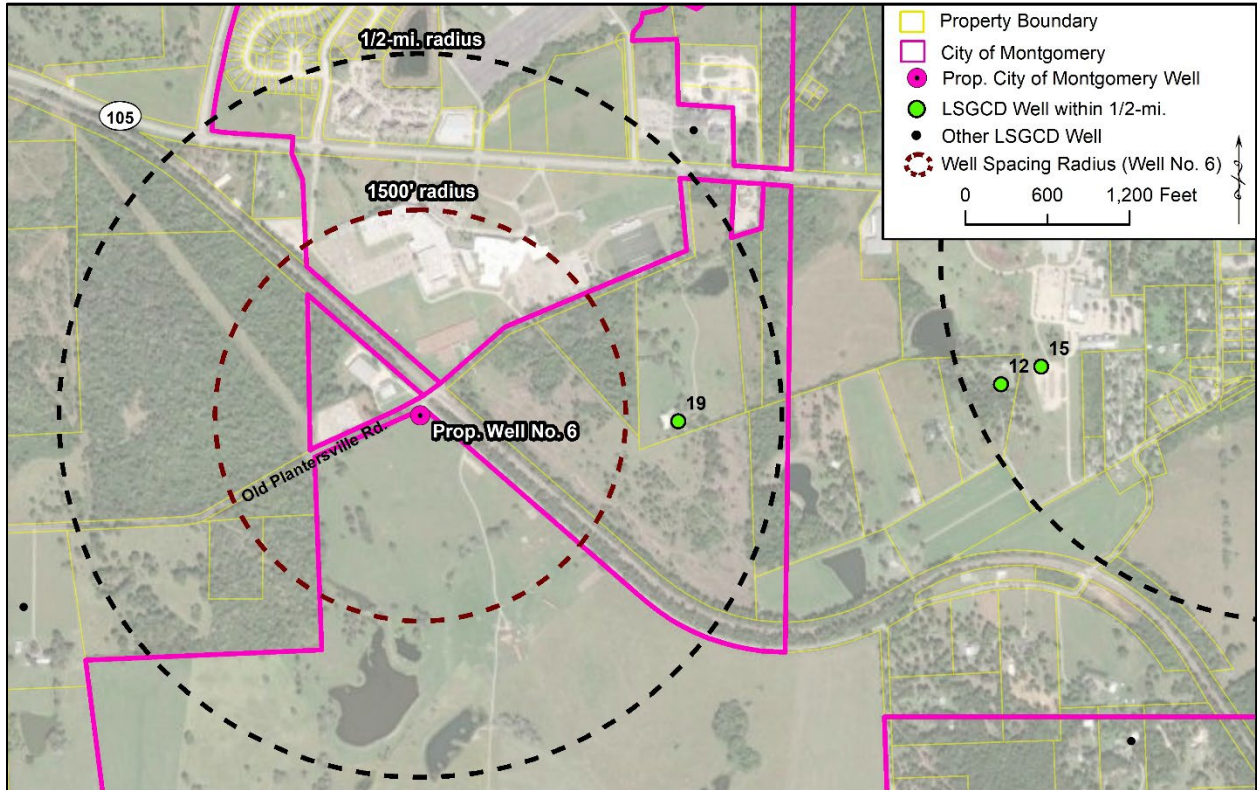 1/2-mi. radius
105
1500' radius
19
12
15
Prop. Well No. 6
Old Plantersville Rd.
Property Boundary
City of Montgomery
Prop. City of Montgomery Well
LSGCD Well within 1/2-mi.
Other LSGCD Well
Well Spacing Radius (Well No. 6)
0 600 1,200 Feet